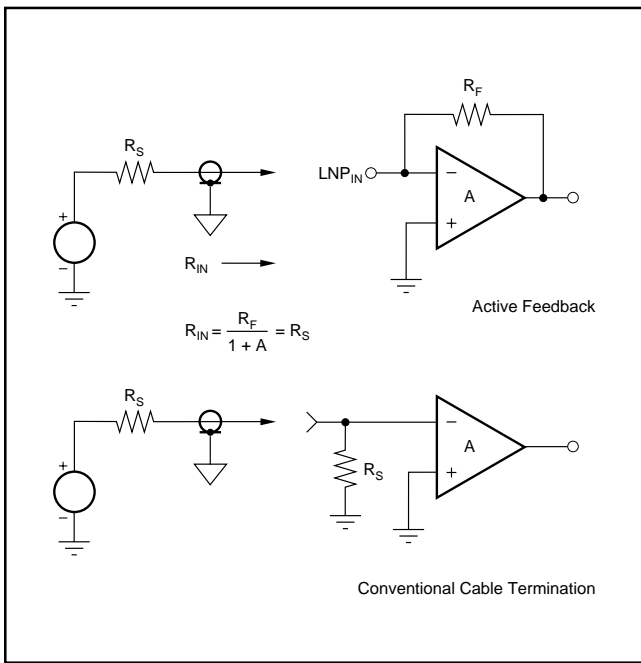 R_F
R_S
LNP_IN
−
A
+
+
−
R_IN
Active Feedback
R_IN = R_F / (1 + A) = R_S
R_S
−
A
+
R_S
+
−
Conventional Cable Termination